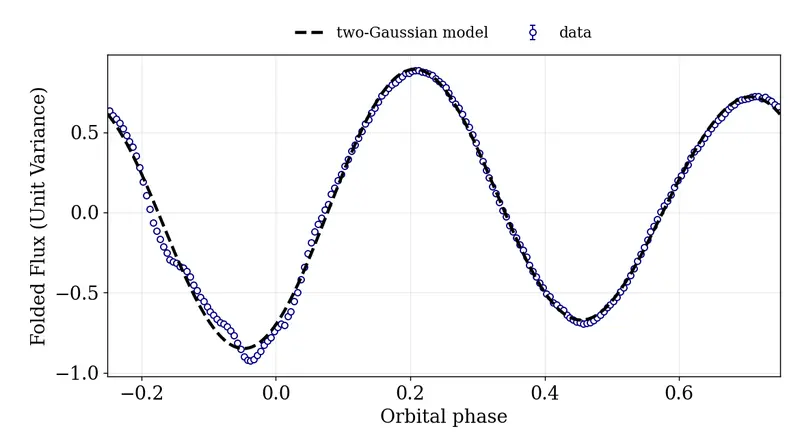 two-Gaussian model data
Folded Flux (Unit Variance)
0.5
0.0
−0.5
−1.0
−0.2 0.0 0.2 0.4 0.6
Orbital phase